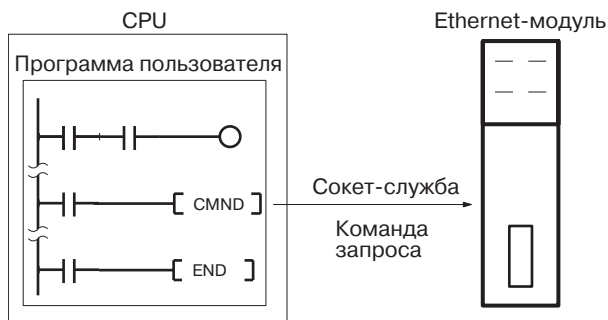 CPU
Ethernet-модуль
Программа пользователя
CMND
END
Сокет-служба
Команда
запроса